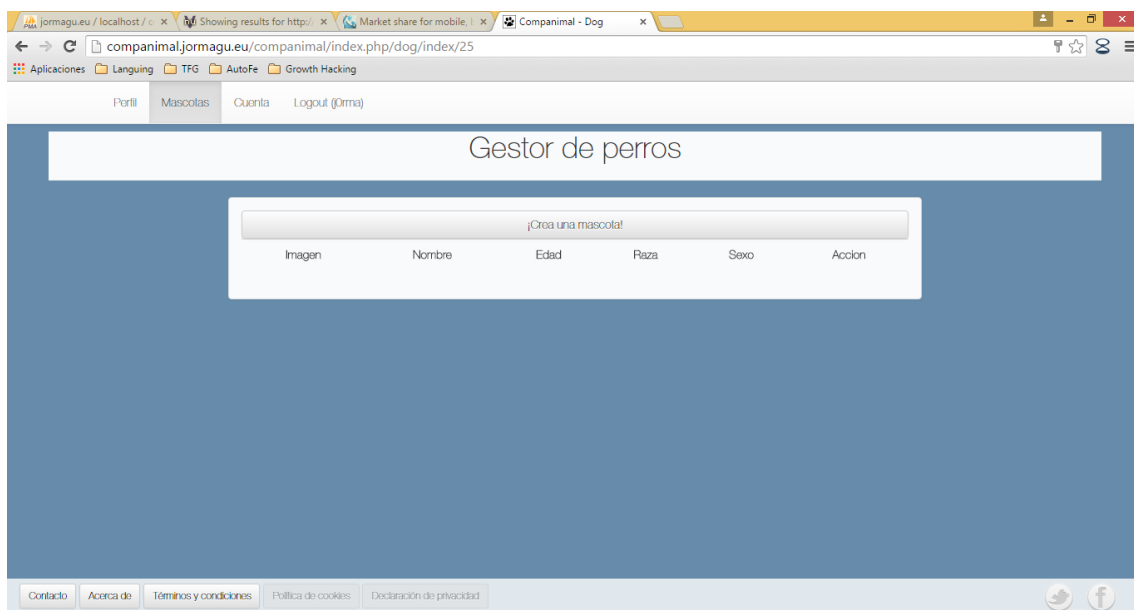 jormagu.eu / localhost / c
Showing results for http:/
Market share for mobile,
Companimal - Dog
companimal.jormagu.eu/companimal/index.php/dog/index/25
Aplicaciones Languing TFG AutoFe Growth Hacking
Perfil Mascotas Cuenta Logout (j0rma)
Gestor de perros
¡Crea una mascota!
Imagen Nombre Edad Raza Sexo Accion
Contacto Acerca de Términos y condiciones Política de cookies Declaración de privacidad